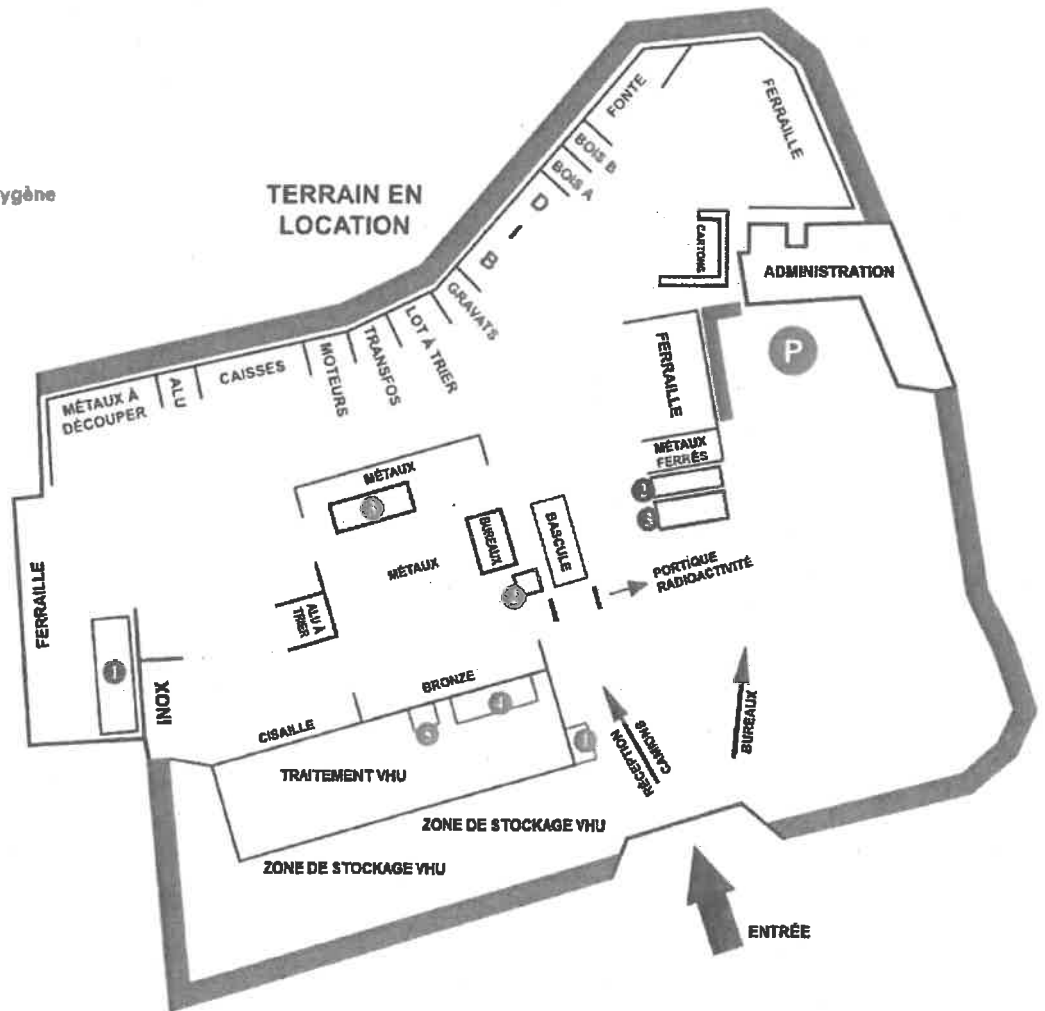 FONTE
FERRAILLE
BOIS B
BOIS A
ygène
TERRAIN EN
LOCATION
D
I
B
CARTONS
ADMINISTRATION
GRAVATS
LOT À TRIER
TRANSFOS
MOTEURS
CAISSES
ALU
MÉTAUX À
DÉCOUPER
P
FERRAILLE
MÉTAUX
FERRÉS
MÉTAUX
BUREAUX
BASCULE
MÉTAUX
PORTIQUE
RADIOACTIVITÉ
ALU À
TRIER
FERRAILLE
1
INOX
BRONZE
CISAILLE
TRAITEMENT VHU
RÉCEPTION
CAMIONS
BUREAUX
ZONE DE STOCKAGE VHU
ZONE DE STOCKAGE VHU
ENTRÉE